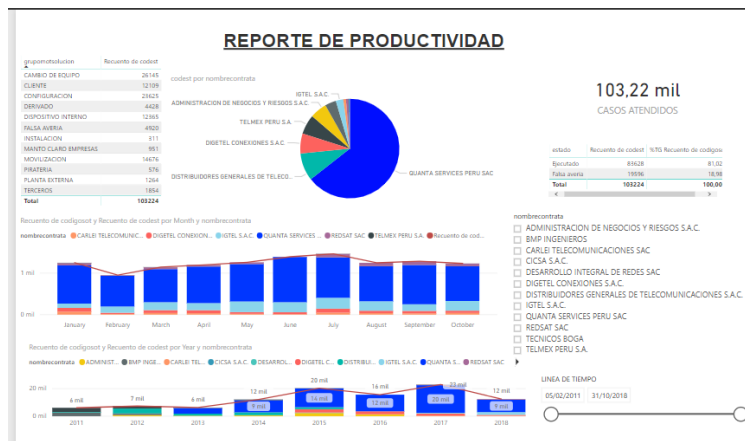 REPORTE DE PRODUCTIVIDAD
grupomotsolucion Recuento de codest
CAMBIO DE EQUIPO 26145
CLIENTE 12109
CONFIGURACION 23625
DERIVADO 4428
DISPOSITIVO INTERNO 12365
FALSA AVERIA 4920
INSTALACION 311
MANTO CLARO EMPRESAS 951
MOVILIZACION 14676
PIRATERIA 576
PLANTA EXTERNA 1264
TERCEROS 1854
Total 103224
codest por nombrecontrata
IGTEL S.A.C.
ADMINISTRACION DE NEGOCIOS Y RIESGOS S.A.C.
TELMEX PERU S.A.
DIGETEL CONEXIONES S.A.C.
DISTRIBUIDORES GENERALES DE TELECO...
QUANTA SERVICES PERU SAC
103,22 mil
CASOS ATENDIDOS
estado Recuento de codest %TG Recuento de codigos
Ejecutado 83628 81,02
Falsa averia 19596 18,98
Total 103224 100,00
Recuento de codigosot y Recuento de codest por Month y nombrecontrata
nombrecontrata CARLEI TELECOMUNIC... DIGETEL CONEXION... IGTEL S.A.C. QUANTA SERVICES ... REDSAT SAC TELMEX PERU S.A. Recuento de cod...
1 mil
0 mil
January February March April May June July August September October
nombrecontrata
ADMINISTRACION DE NEGOCIOS Y RIESGOS S.A.C.
BMP INGENIEROS
CARLEI TELECOMUNICACIONES SAC
CICSA S.A.C.
DESARROLLO INTEGRAL DE REDES SAC
DIGETEL CONEXIONES S.A.C.
DISTRIBUIDORES GENERALES DE TELECOMUNICACIONES S.A.C.
IGTEL S.A.C.
QUANTA SERVICES PERU SAC
REDSAT SAC
TECNICOS BOGA
TELMEX PERU S.A.
Recuento de codigosot y Recuento de codest por Year y nombrecontrata
nombrecontrata ADMINIST... BMP INGE... CARLEI TEL... CICSA S.A.C. DESARROL... DIGETEL C... DISTRIBUI... IGTEL S.A.C. QUANTA S... REDSAT SAC
20 mil
0 mil
6 mil 7 mil 6 mil 12 mil 20 mil 16 mil 23 mil 12 mil
9 mil 16 mil 13 mil 20 mil 9 mil
2011 2012 2013 2014 2015 2016 2017 2018
LINEA DE TIEMPO
05/02/2011 31/10/2018